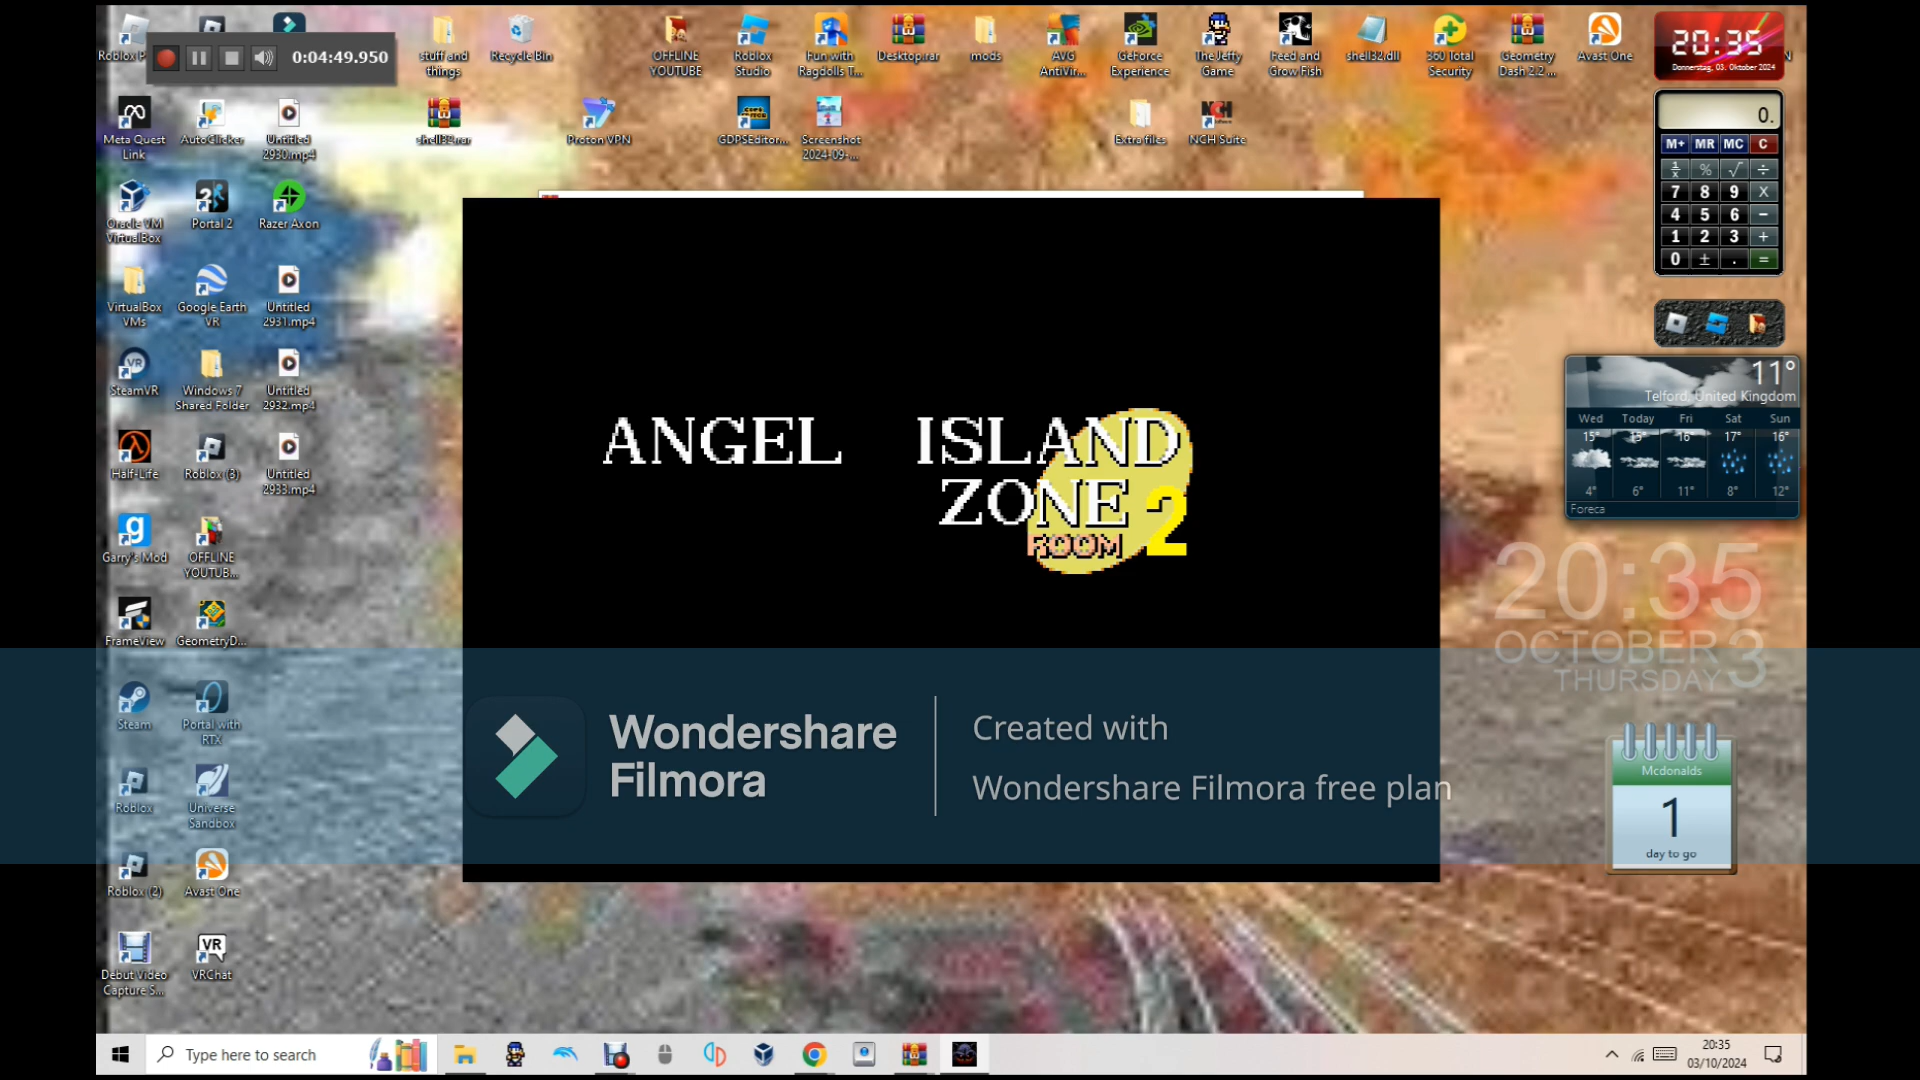 Roblox P
0:04:49.950
stuff and
things
Recycle Bin
OFFLINE
YOUTUBE
Roblox
Studio
Fun with
Ragdolls T...
Desktop.rar
mods
AVG
AntiVir...
GeForce
Experience
The Jeffy
Game
Feed and
Grow Fish
shell32.dll
360 Total
Security
Geometry
Dash 2.2 ...
Avast One
20:35
Donnerstag, 03. Oktober 2024
N
Meta Quest
Link
AutoClicker
Untitled
2930.mp4
shell32.rar
Proton VPN
GDPSEditor...
Screenshot
2024-09-...
Extra files
NCH Suite
0.
M+ MR MC C
1/x % √ ÷
7 8 9 X
4 5 6 −
1 2 3 +
0 ± . =
Oracle VM
VirtualBox
Portal 2
Razer Axon
VirtualBox
VMs
Google Earth
VR
Untitled
2931.mp4
SteamVR
Windows 7
Shared Folder
Untitled
2932.mp4
Half-Life
Roblox (3)
Untitled
2933.mp4
Garry's Mod
OFFLINE
YOUTUB...
FrameView
GeometryD...
Steam
Portal with
RTX
Roblox
Universe
Sandbox
Roblox (2)
Avast One
Debut Video
Capture S...
VRChat
ANGEL ISLAND
ZONE 2
ROOM
11°
Telford, United Kingdom
Wed Today Fri Sat Sun
15° 15° 16° 17° 16°
4° 6° 11° 8° 12°
Foreca
20:35
OCTOBER 3
THURSDAY
Mcdonalds
1
day to go
Wondershare
Filmora
Created with
Wondershare Filmora free plan
Type here to search
20:35
03/10/2024